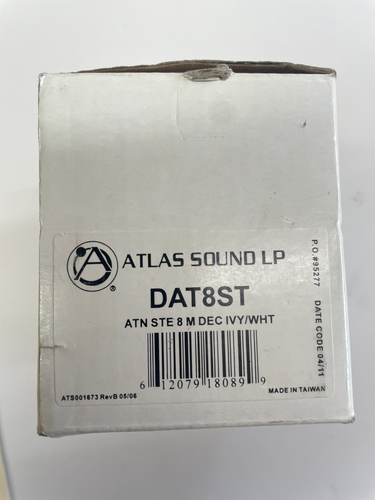 ATLAS SOUND LP
DAT8ST
ATN STE 8 M DEC IVY/WHT
6 12079 18089 9
ATS001673 RevB 05/06
MADE IN TAIWAN
P.O.#95277 DATE CODE 04/11